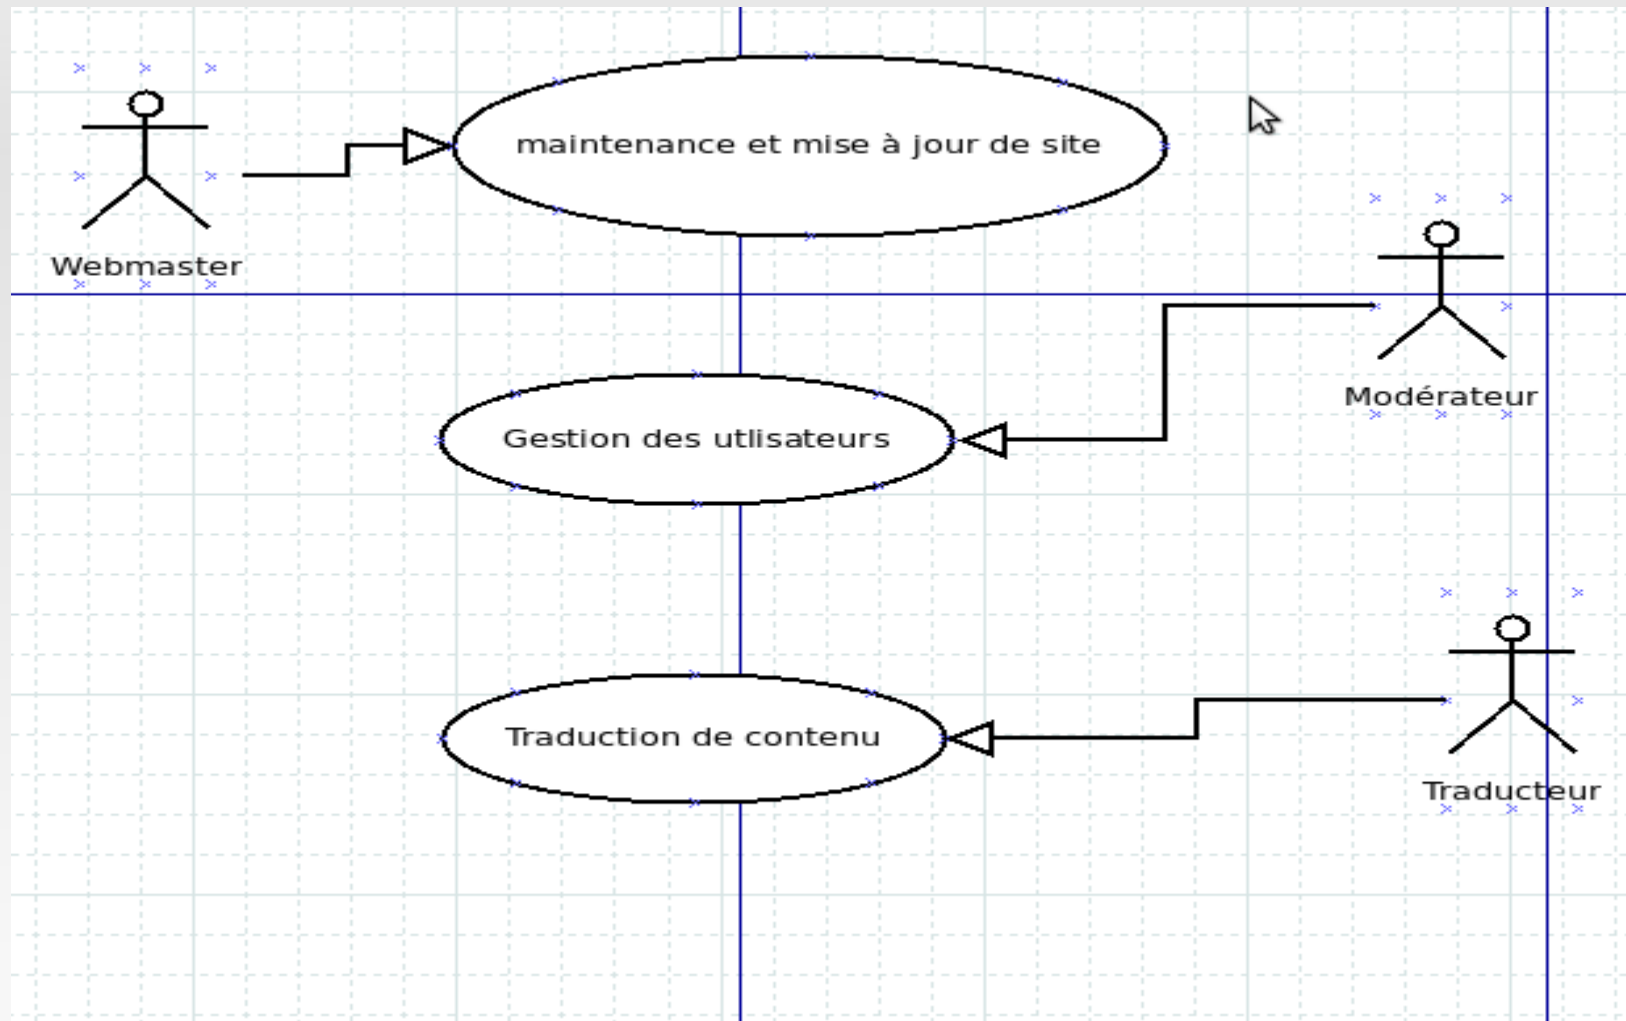 maintenance et mise à jour de site
Webmaster
Modérateur
Gestion des utlisateurs
Traduction de contenu
Traducteur